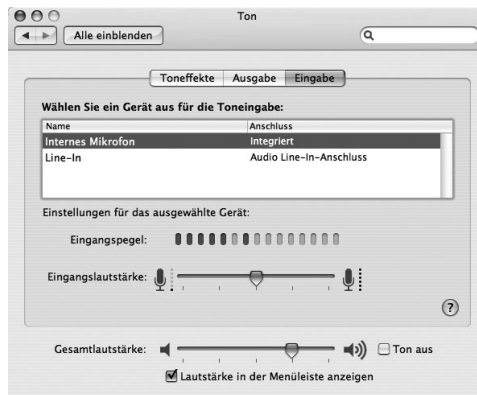 Ton
Alle einblenden
Toneffekte Ausgabe Eingabe
Wählen Sie ein Gerät aus für die Toneingabe:
Name Anschluss
Internes Mikrofon Integriert
Line-In Audio Line-In-Anschluss
Einstellungen für das ausgewählte Gerät:
Eingangspegel:
Eingangslautstärke:
?
Gesamtlautstärke: Ton aus
Lautstärke in der Menüleiste anzeigen